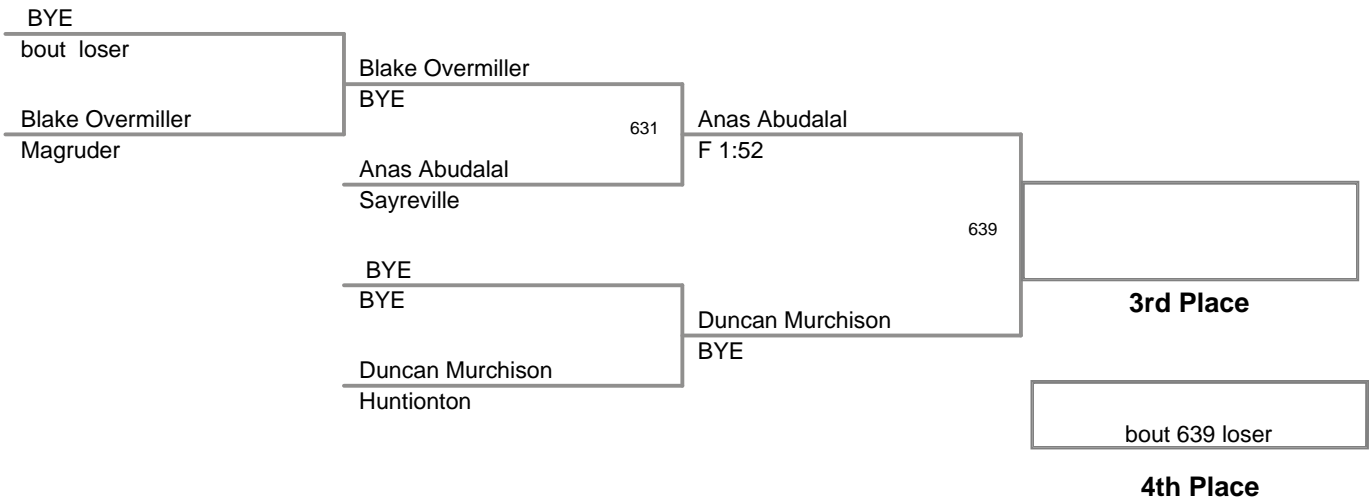 BYE
bout loser
Blake Overmiller
BYE
Blake Overmiller
Magruder
631
Anas Abudalal
F 1:52
Anas Abudalal
Sayreville
639
BYE
BYE
3rd Place
Duncan Murchison
BYE
Duncan Murchison
Huntionton
bout 639 loser
4th Place